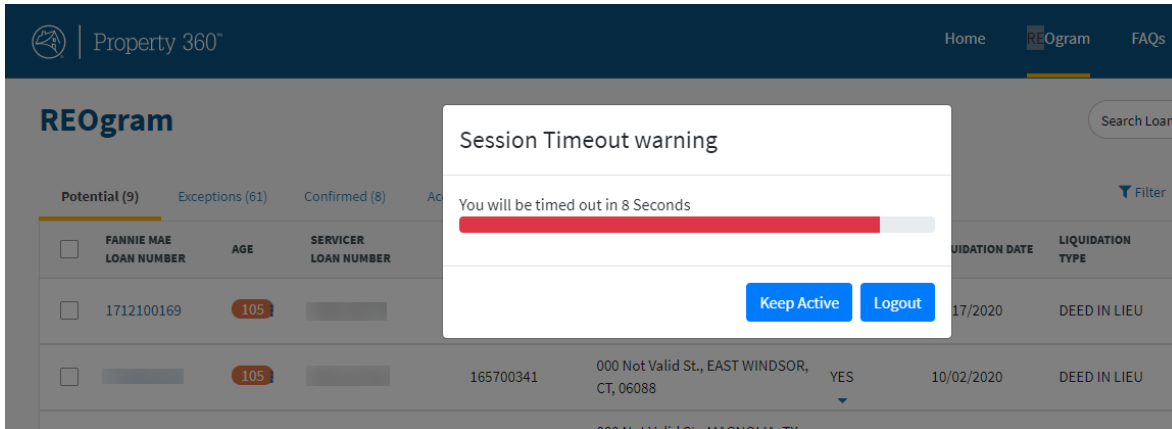 Property 360™
Home REOgram FAQs
REOgram
Search Loan
Session Timeout warning
You will be timed out in 8 Seconds
Keep Active Logout
Potential (9) Exceptions (61) Confirmed (8)
Filter
FANNIE MAE LOAN NUMBER
AGE
SERVICER LOAN NUMBER
LIQUIDATION TYPE
1712100169 105 17/2020 DEED IN LIEU
105 165700341 000 Not Valid St., EAST WINDSOR, CT, 06088 YES 10/02/2020 DEED IN LIEU